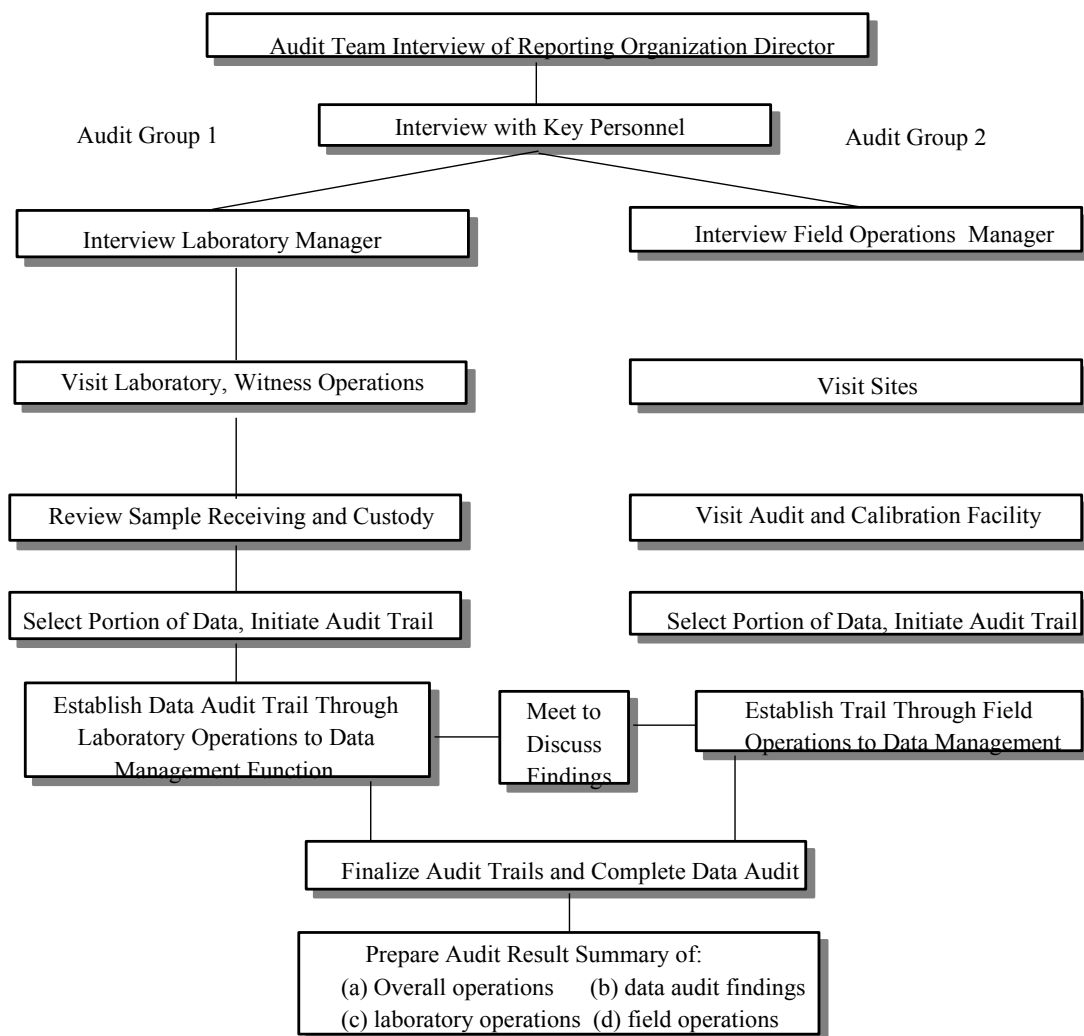 Audit Team Interview of Reporting Organization Director
Interview with Key Personnel
Audit Group 1
Audit Group 2
Interview Laboratory Manager
Interview Field Operations Manager
Visit Laboratory, Witness Operations
Visit Sites
Review Sample Receiving and Custody
Visit Audit and Calibration Facility
Select Portion of Data, Initiate Audit Trail
Select Portion of Data, Initiate Audit Trail
Establish Data Audit Trail Through
Laboratory Operations to Data
Management Function
Meet to
Discuss
Findings
Establish Trail Through Field
Operations to Data Management
Finalize Audit Trails and Complete Data Audit
Prepare Audit Result Summary of:
(a) Overall operations (b) data audit findings
(c) laboratory operations (d) field operations